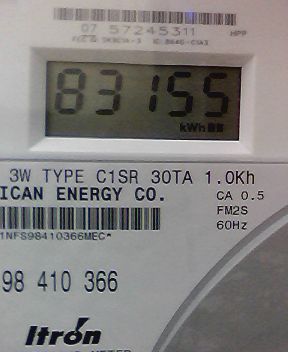 07 57245311
HPP
83155
kWh
3W TYPE C1SR 30TA 1.0Kh
ICAN ENERGY CO.
CA 0.5
FM2S
60Hz
1NFS98410366MEC*
98 410 366
Itron